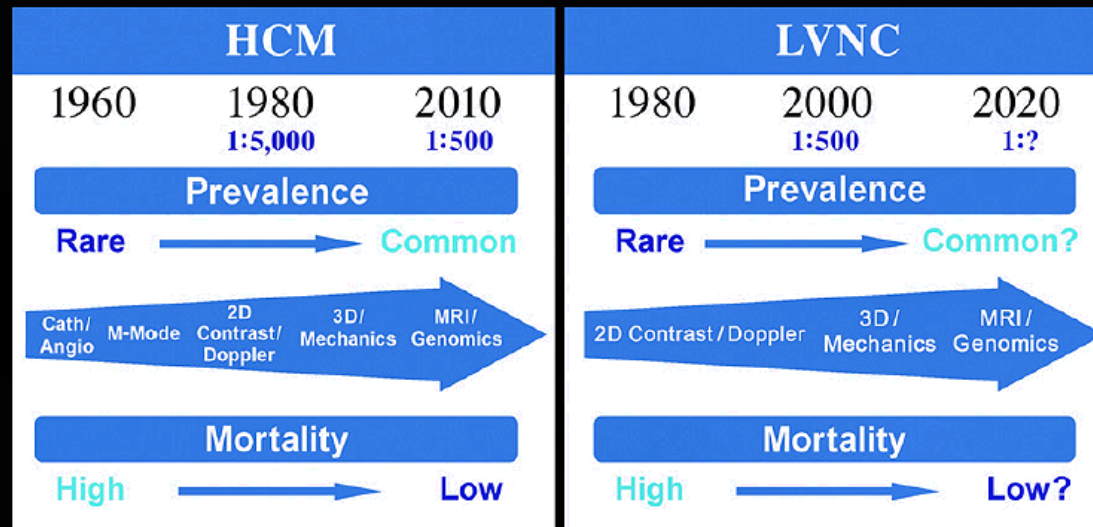 HCM
1960 1980 2010
1:5,000 1:500
Prevalence
Rare Common
Cath/
Angio
M-Mode
2D
Contrast/
Doppler
3D/
Mechanics
MRI/
Genomics
Mortality
High Low
LVNC
1980 2000 2020
1:500 1:?
Prevalence
Rare Common?
2D Contrast / Doppler
3D /
Mechanics
MRI /
Genomics
Mortality
High Low?